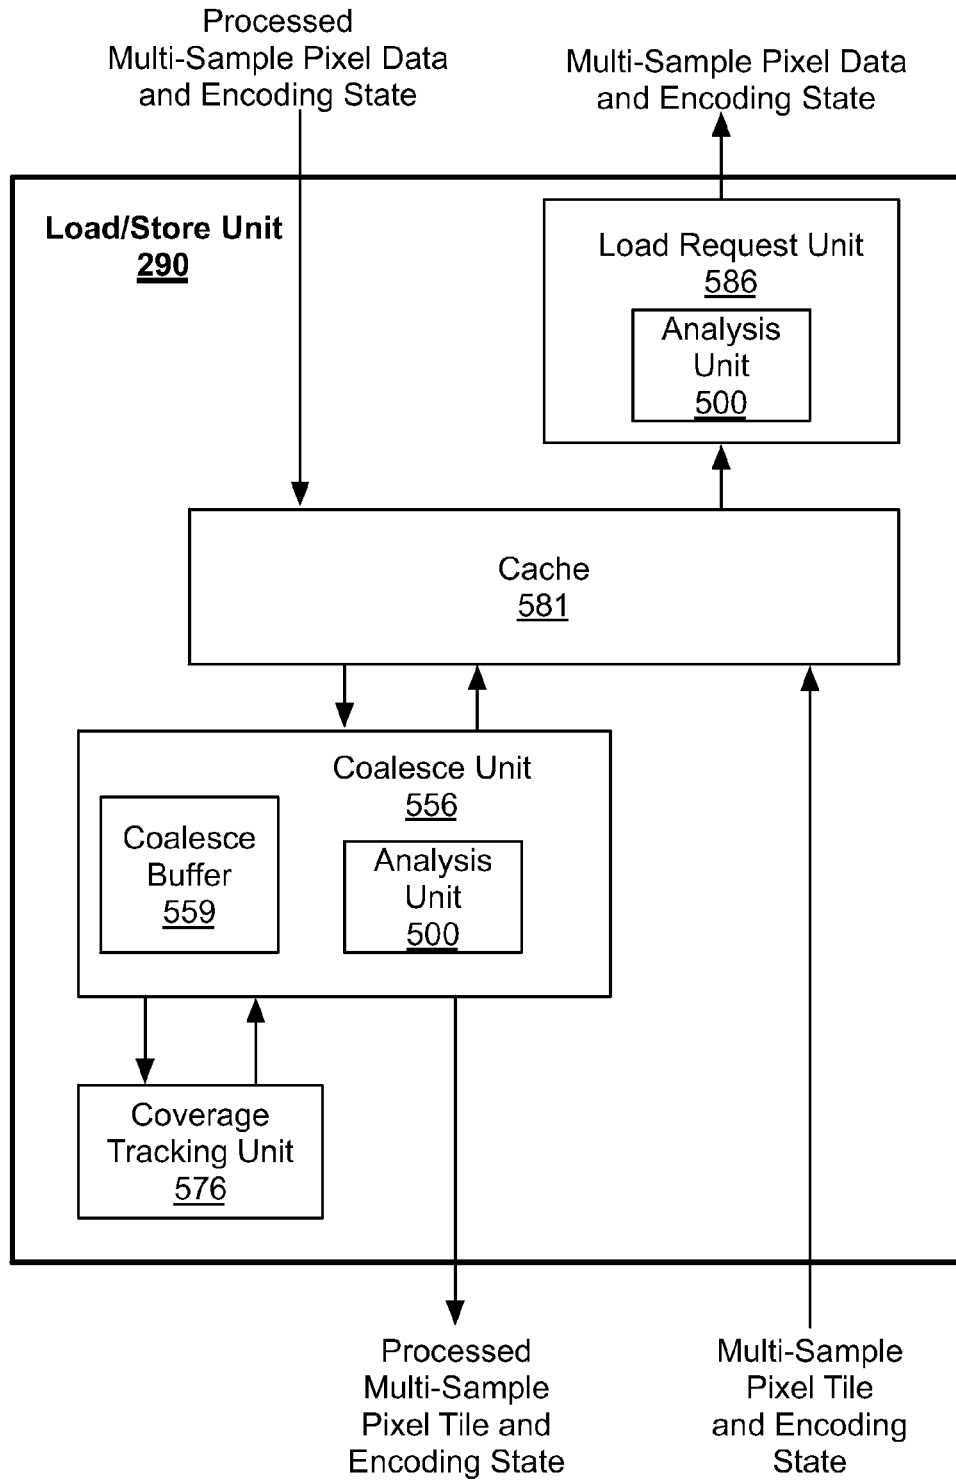 Processed
Multi-Sample Pixel Data
and Encoding State
Multi-Sample Pixel Data
and Encoding State
Load/Store Unit
290
Load Request Unit
586
Analysis
Unit
500
Cache
581
Coalesce Unit
556
Coalesce
Buffer
559
Analysis
Unit
500
Coverage
Tracking Unit
576
Processed
Multi-Sample
Pixel Tile and
Encoding State
Multi-Sample
Pixel Tile
and Encoding
State